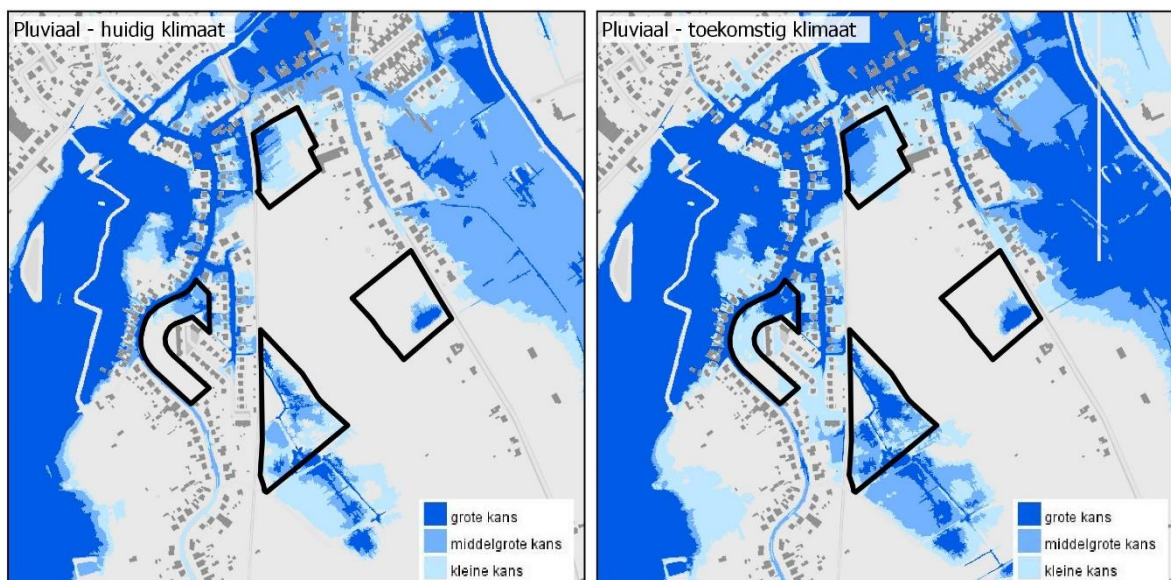 Pluviaal - huidig klimaat
grote kans
middelgrote kans
kleine kans
Pluviaal - toekomstig klimaat
grote kans
middelgrote kans
kleine kans